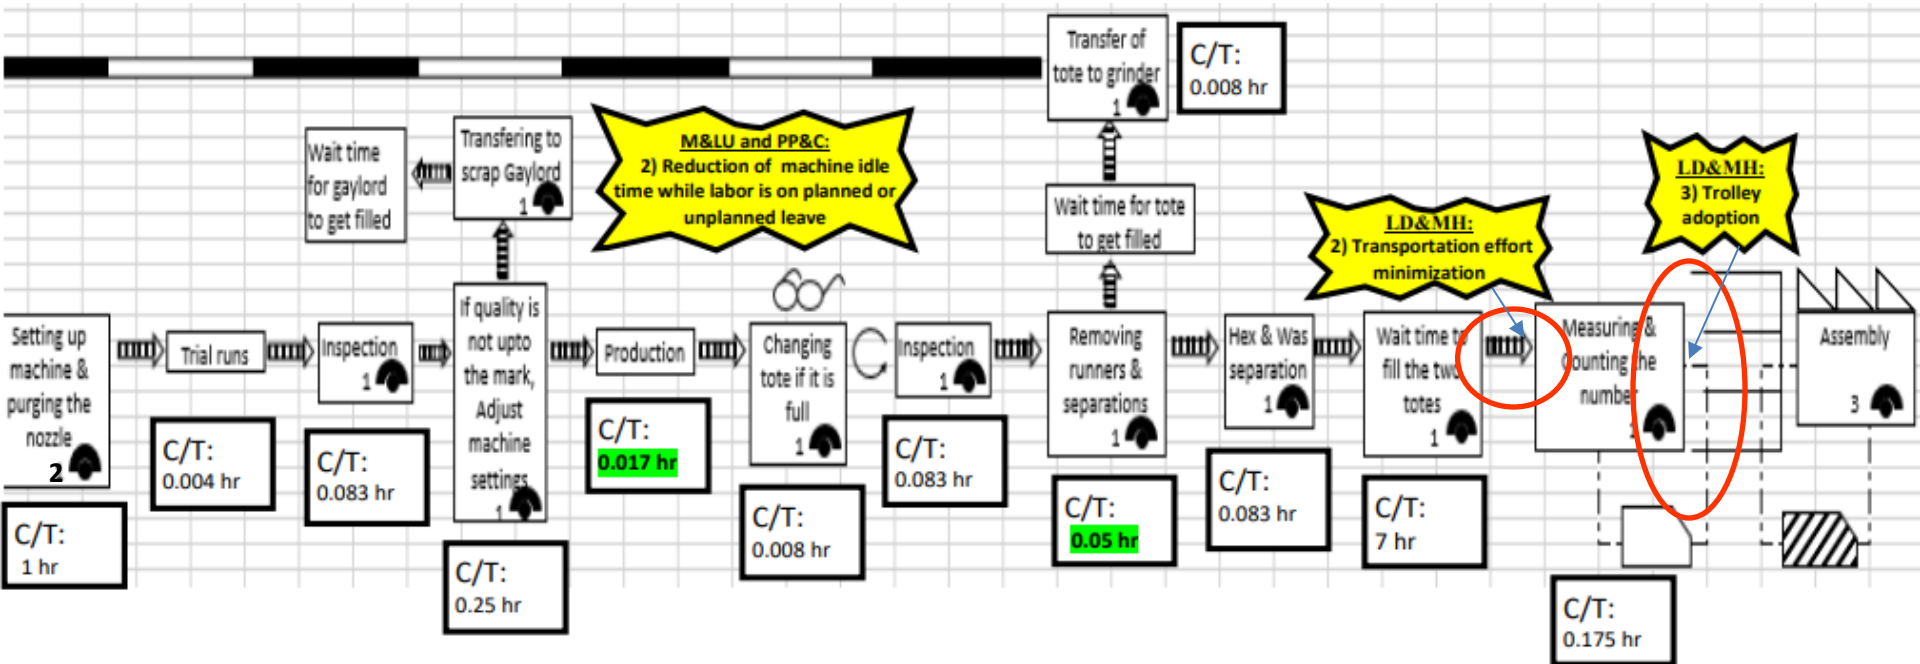 Transfer of
tote to grinder
1
C/T:
0.008 hr
Wait time
for gaylord
to get filled
Transfering to
scrap Gaylord
1
M&LU and PP&C:
2) Reduction of machine idle
time while labor is on planned or
unplanned leave
Wait time for tote
to get filled
LD&MH:
2) Transportation effort
minimization
LD&MH:
3) Trolley
adoption
Setting up
machine &
purging the
nozzle
2
C/T:
1 hr
Trial runs
C/T:
0.004 hr
Inspection
1
C/T:
0.083 hr
If quality is
not upto
the mark,
Adjust
machine
settings
1
C/T:
0.25 hr
Production
C/T:
0.017 hr
Changing
tote if it is
full
1
C/T:
0.008 hr
Inspection
1
C/T:
0.083 hr
Removing
runners &
separations
1
C/T:
0.05 hr
Hex & Was
separation
1
C/T:
0.083 hr
Wait time to
fill the two
totes
1
C/T:
7 hr
Measuring &
Counting the
number
1
C/T:
0.175 hr
Assembly
3